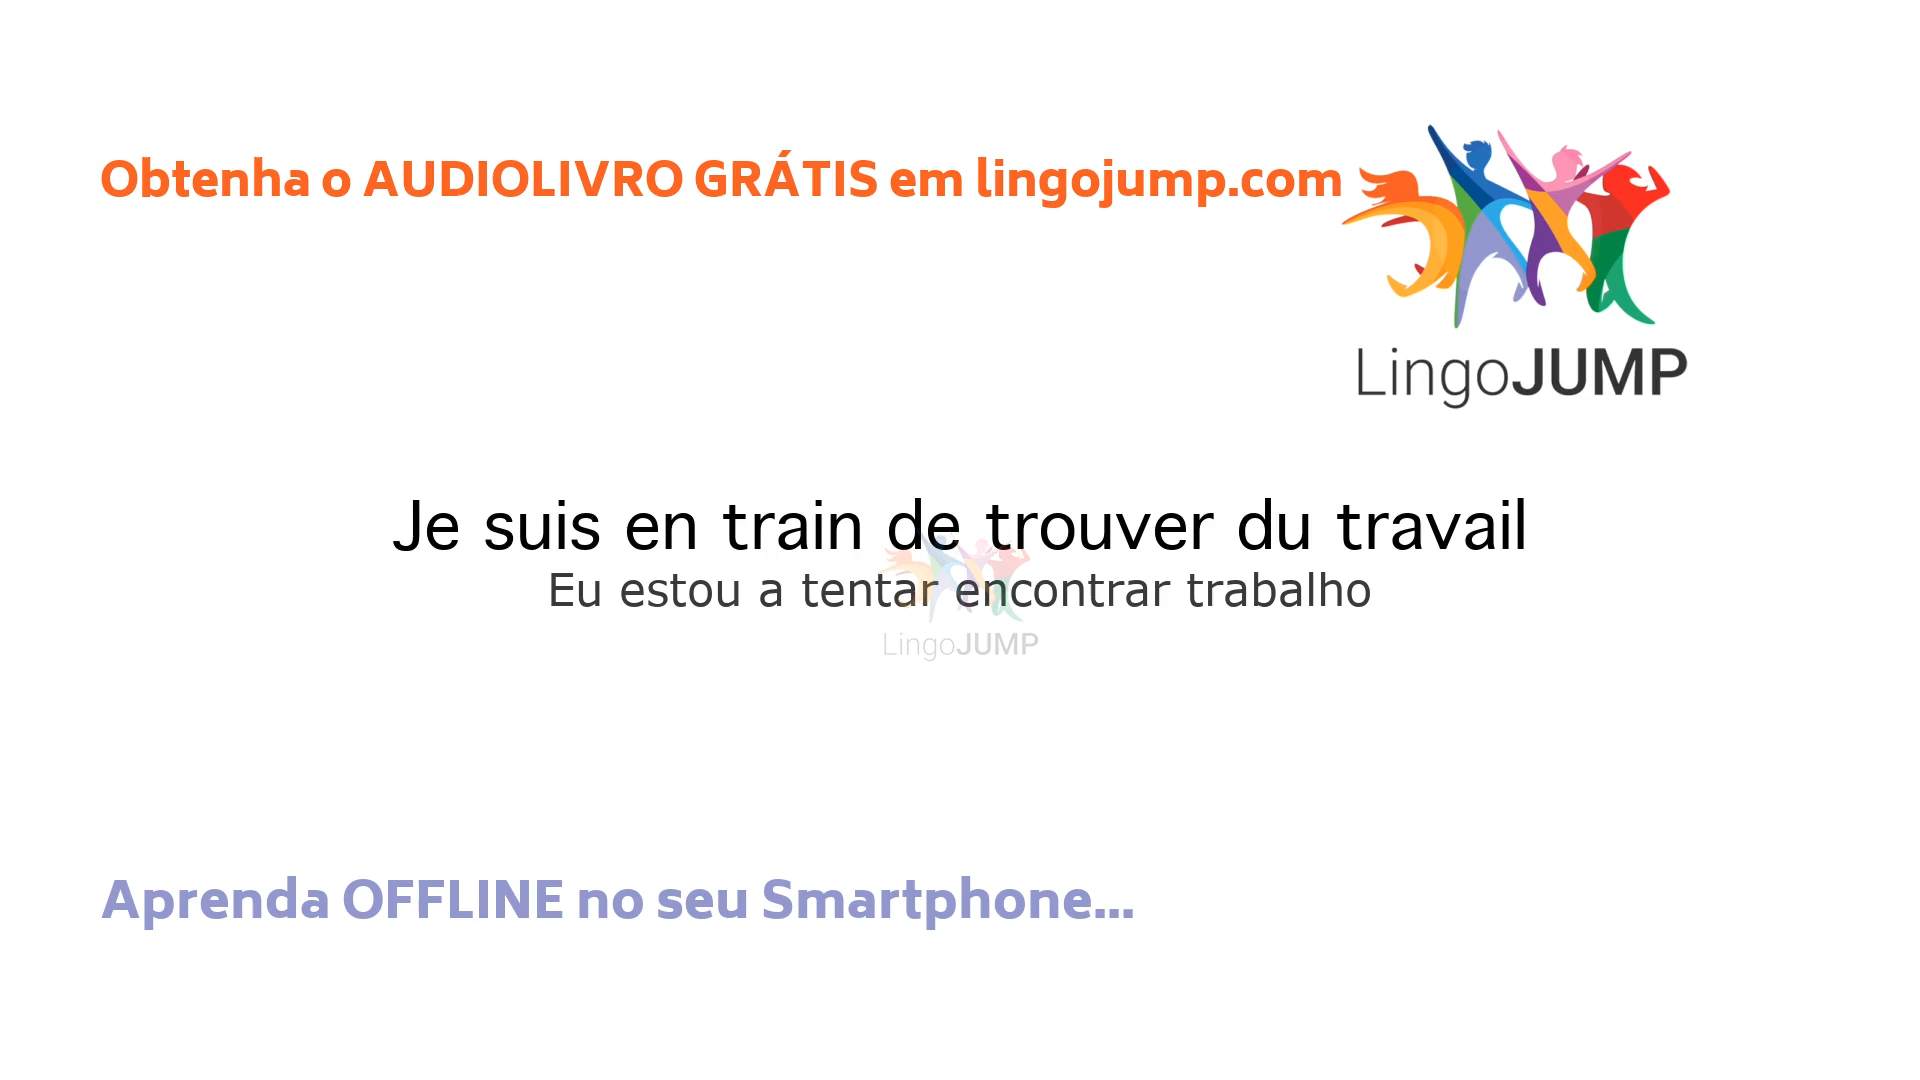 Obtenha o AUDIOLIVRO GRÁTIS em lingojump.com
LingoJUMP
Je suis en train de trouver du travail
Eu estou a tentar encontrar trabalho
LingoJUMP
Aprenda OFFLINE no seu Smartphone...